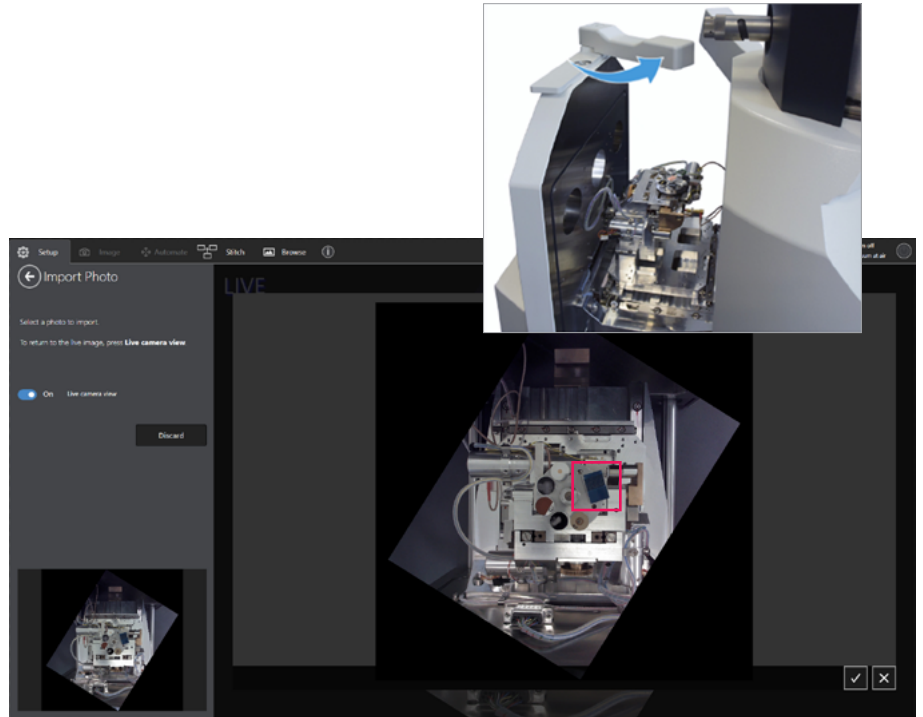 Setup Image Automate Stitch Browse
Import Photo
LIVE
Select a photo to import.
To return to the live image, press Live camera view
On Live camera view
Discard